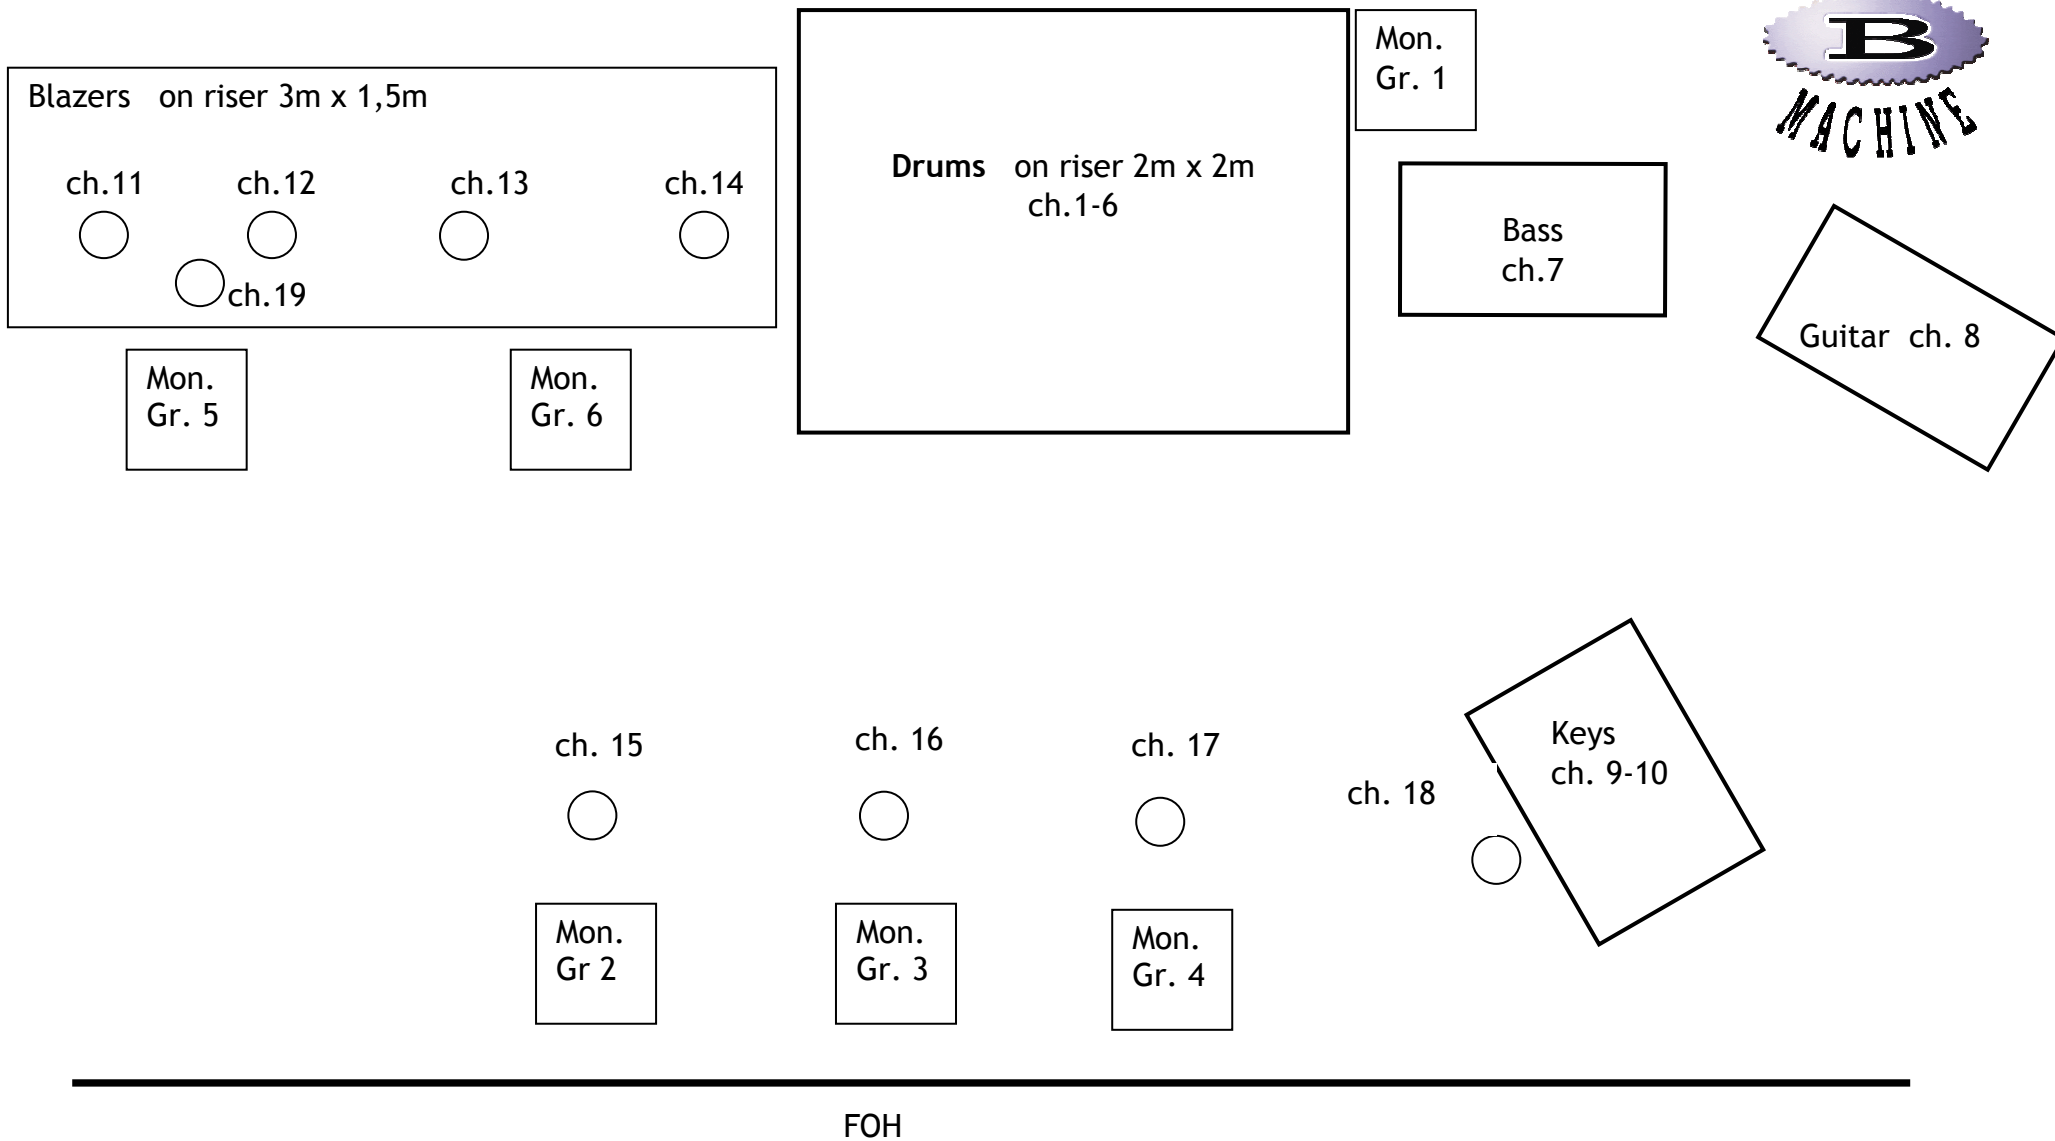 B
MACHINE
Mon.
Gr. 1
Blazers on riser 3m x 1,5m
ch.11 ch.12 ch.13 ch.14
ch.19
Drums on riser 2m x 2m
ch.1-6
Bass
ch.7
Guitar ch. 8
Mon.
Gr. 5
Mon.
Gr. 6
Keys
ch. 9-10
ch. 15
ch. 16
ch. 17
ch. 18
Mon.
Gr 2
Mon.
Gr. 3
Mon.
Gr. 4
FOH